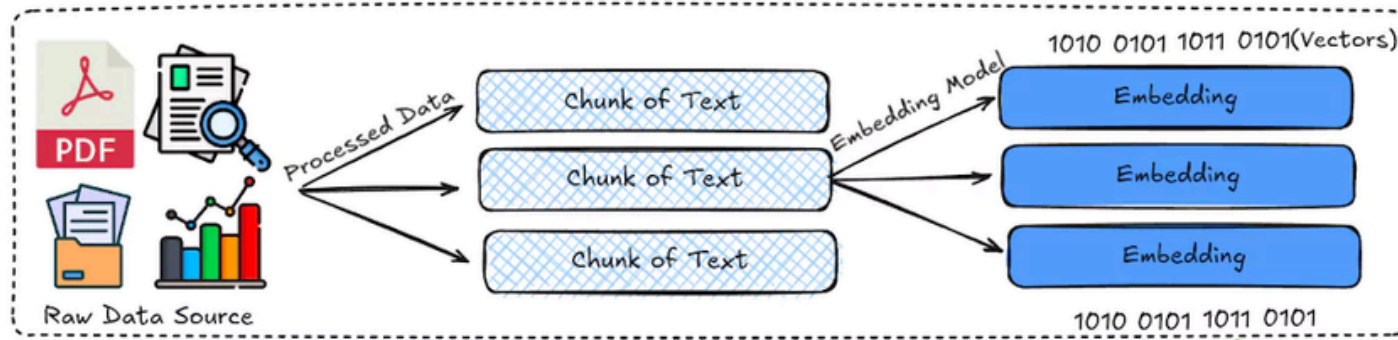 PDF
Raw Data Source
Processed Data
Chunk of Text
Chunk of Text
Chunk of Text
Embedding Model
1010 0101 1011 0101(Vectors)
Embedding
Embedding
Embedding
1010 0101 1011 0101